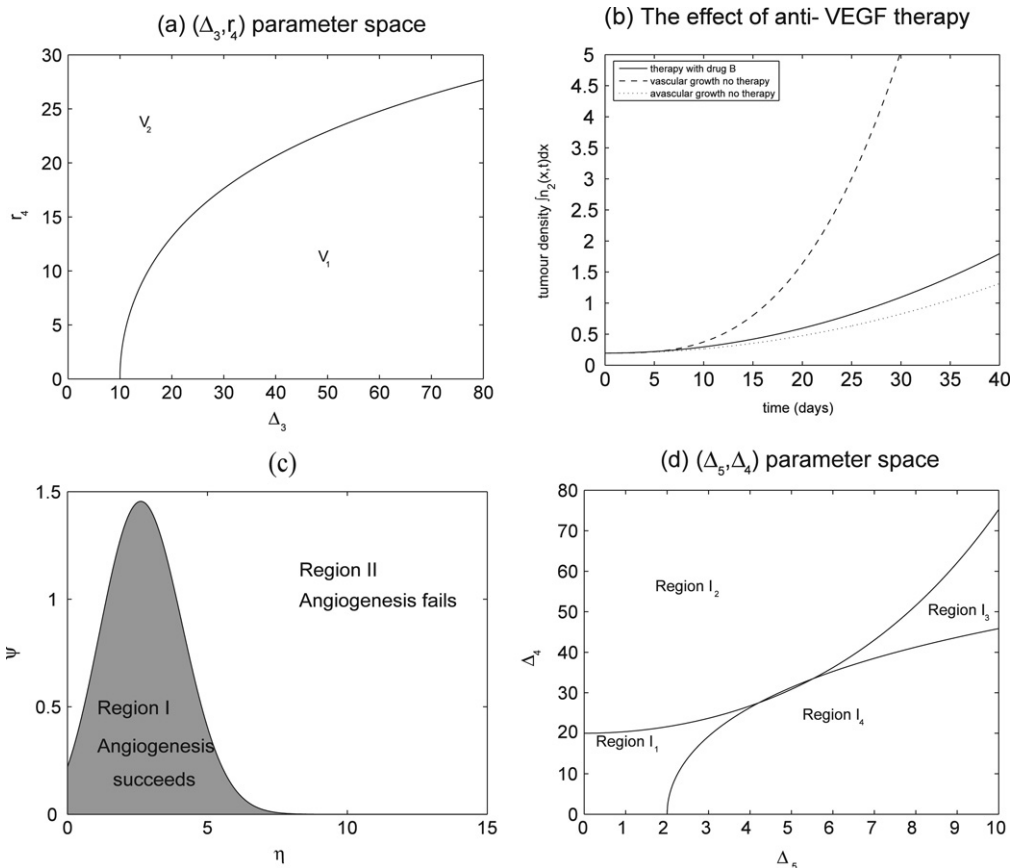 (a) (Δ₃,r₄) parameter space
30
25
20
15
10
5
0
r₄
V₂
V₁
0 10 20 30 40 50 60 70 80
Δ₃
(b) The effect of anti- VEGF therapy
5
4.5
4
3.5
3
2.5
2
1.5
1
0.5
0
tumour density ∫n₂(x,t)dx
therapy with drug B
vascular growth no therapy
avascular growth no therapy
0 5 10 15 20 25 30 35 40
time (days)
(c)
1.5
1
0.5
0
ψ
Region II
Angiogenesis fails
Region I
Angiogenesis
succeeds
0 5 10 15
η
(d) (Δ₅,Δ₄) parameter space
80
70
60
50
40
30
20
10
0
Δ₄
Region I₂
Region I₃
Region I₄
Region I₁
0 1 2 3 4 5 6 7 8 9 10
Δ₅